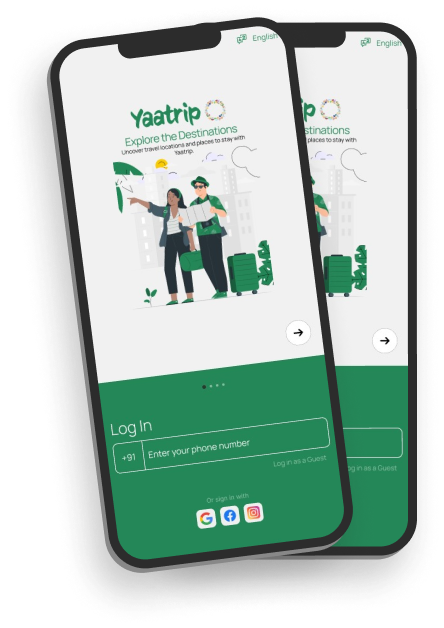 English
Yaatrip
Explore the Destinations
Uncover travel locations and places to stay with
Yaatrip.
Log In
+91 Enter your phone number
Log in as a Guest
Or sign in with
English
ip
stinations
places to stay with
og in as a Guest